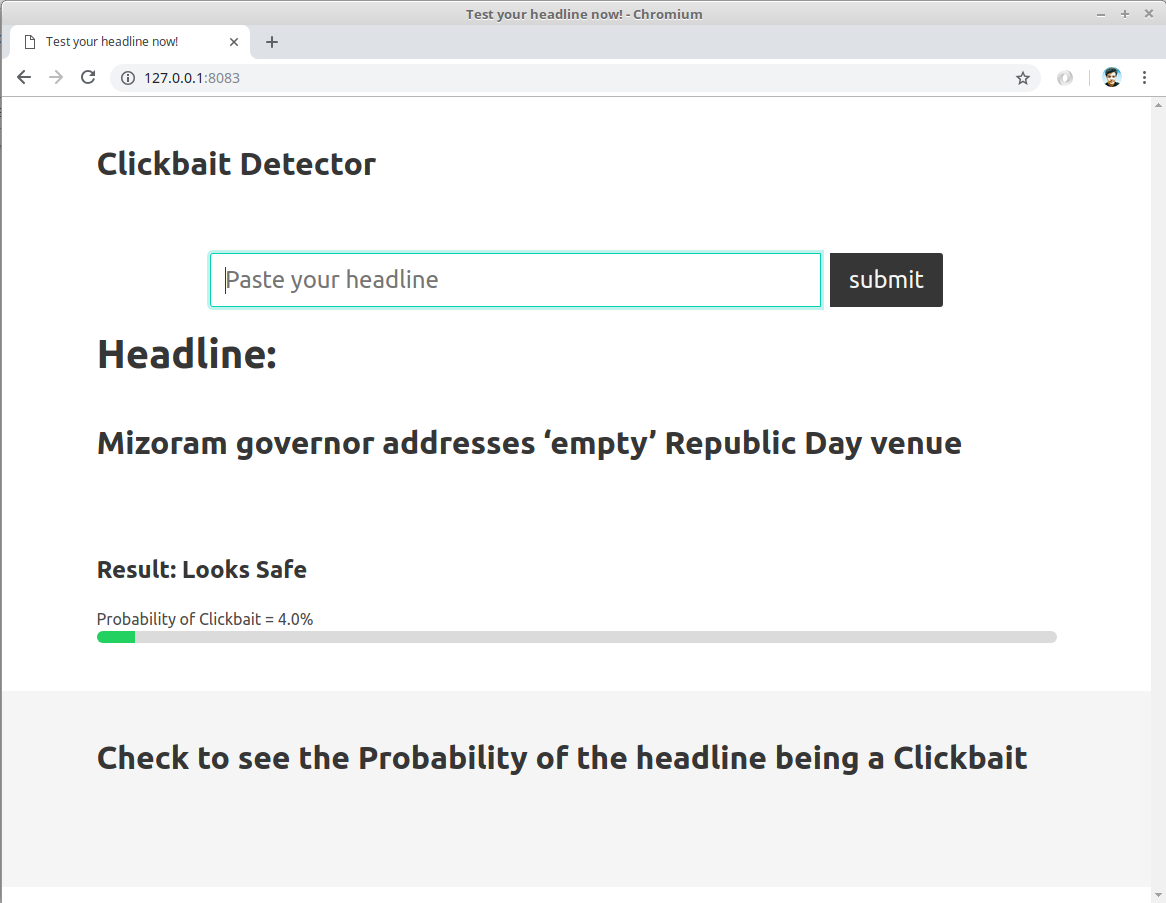 Test your headline now! - Chromium
Test your headline now!
127.0.0.1:8083
Clickbait Detector
Paste your headline
submit
Headline:
Mizoram governor addresses ‘empty’ Republic Day venue
Result: Looks Safe
Probability of Clickbait = 4.0%
Check to see the Probability of the headline being a Clickbait